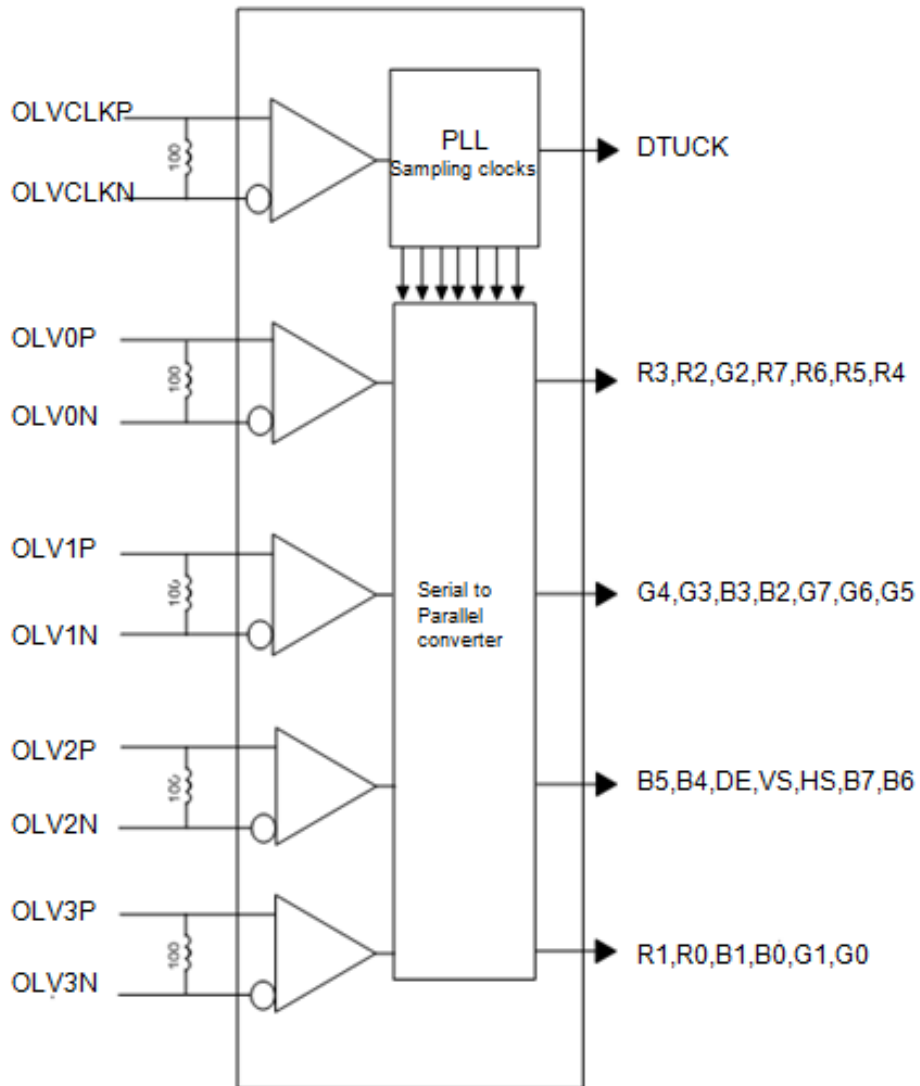 OLVCLKP
100
OLVCLKN
PLL
Sampling clocks
DTUCK
OLV0P
100
OLV0N
R3,R2,G2,R7,R6,R5,R4
OLV1P
100
OLV1N
Serial to
Parallel
converter
G4,G3,B3,B2,G7,G6,G5
OLV2P
100
OLV2N
B5,B4,DE,VS,HS,B7,B6
OLV3P
100
OLV3N
R1,R0,B1,B0,G1,G0